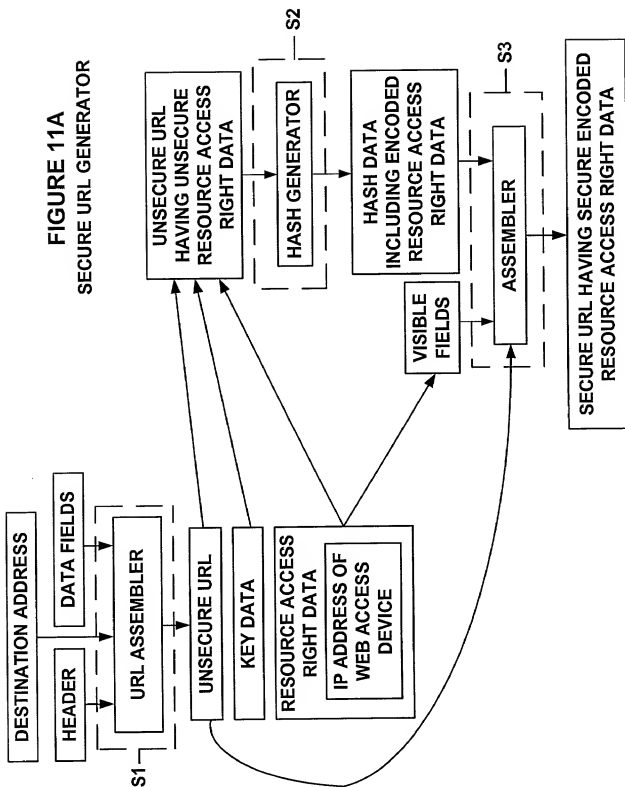 FIGURE 11A
SECURE URL GENERATOR
DESTINATION ADDRESS
HEADER
DATA FIELDS
URL ASSEMBLER
S1
UNSECURE URL
KEY DATA
RESOURCE ACCESS
RIGHT DATA
IP ADDRESS OF
WEB ACCESS
DEVICE
UNSECURE URL
HAVING UNSECURE
RESOURCE ACCESS
RIGHT DATA
HASH GENERATOR
S2
HASH DATA
INCLUDING ENCODED
RESOURCE ACCESS
RIGHT DATA
VISIBLE
FIELDS
ASSEMBLER
S3
SECURE URL HAVING SECURE ENCODED
RESOURCE ACCESS RIGHT DATA